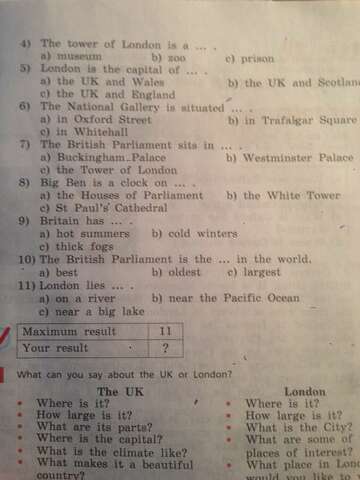 4) The tower of London is a ... .
a) museum b) zoo c) prison
5) London is the capital of ... .
a) the UK and Wales b) the UK and Scotland
c) the UK and England
6) The National Gallery is situated ... .
a) in Oxford Street b) in Trafalgar Square
c) in Whitehall
7) The British Parliament sits in ... .
a) Buckingham Palace b) Westminster Palace
c) the Tower of London
8) Big Ben is a clock on ... .
a) the Houses of Parliament b) the White Tower
c) St Paul's Cathedral
9) Britain has ... .
a) hot summers b) cold winters
c) thick fogs
10) The British Parliament is the ... in the world.
a) best b) oldest c) largest
11) London lies ... .
a) on a river b) near the Pacific Ocean
c) near a big lake
Maximum result 11
Your result ?
What can you say about the UK or London?
The UK
• Where is it?
• How large is it?
• What are its parts?
• Where is the capital?
• What is the climate like?
• What makes it a beautiful
country?
London
• Where is it?
• How large is it?
• What is the City?
• What are some of
places of interest?
• What place in Lond
would you like to